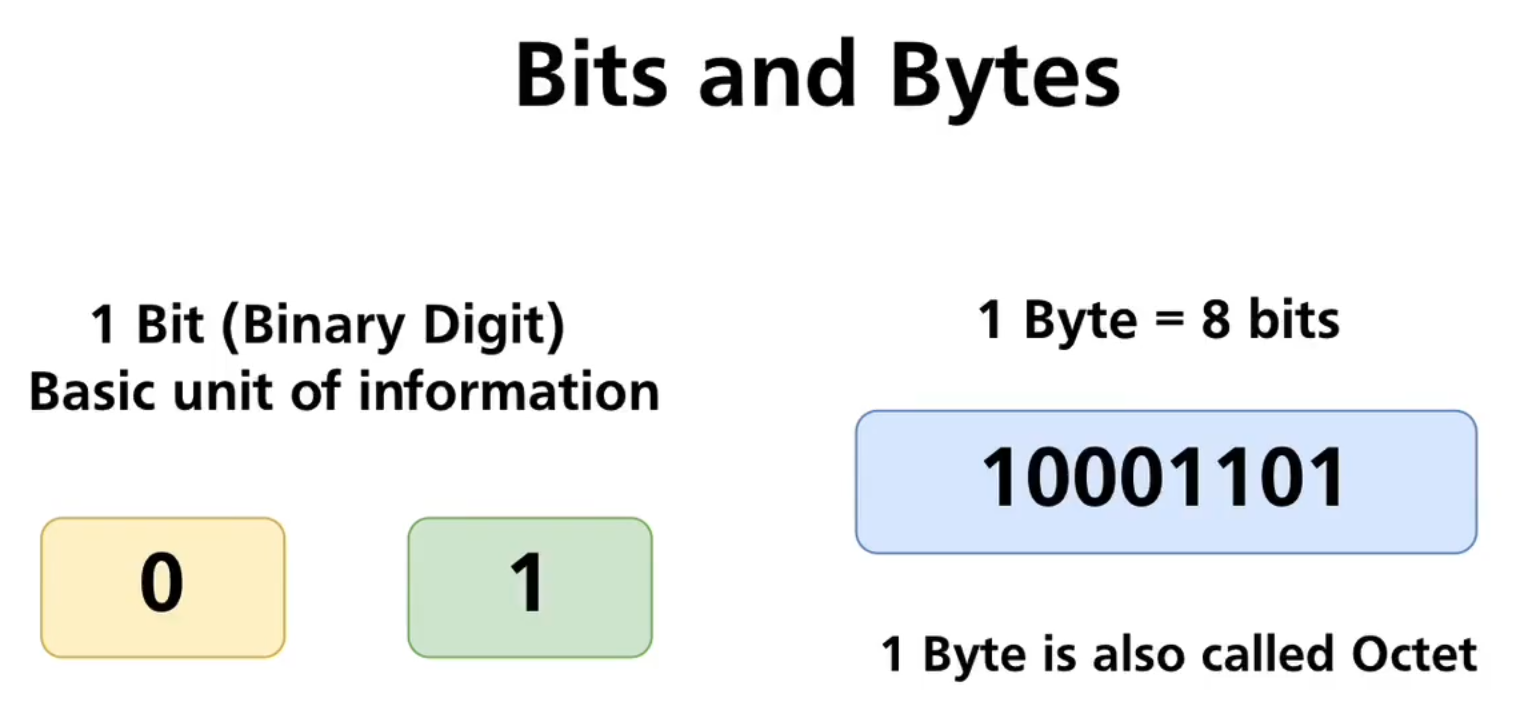 Bits and Bytes
1 Bit (Binary Digit)
Basic unit of information
0
1
1 Byte = 8 bits
10001101
1 Byte is also called Octet